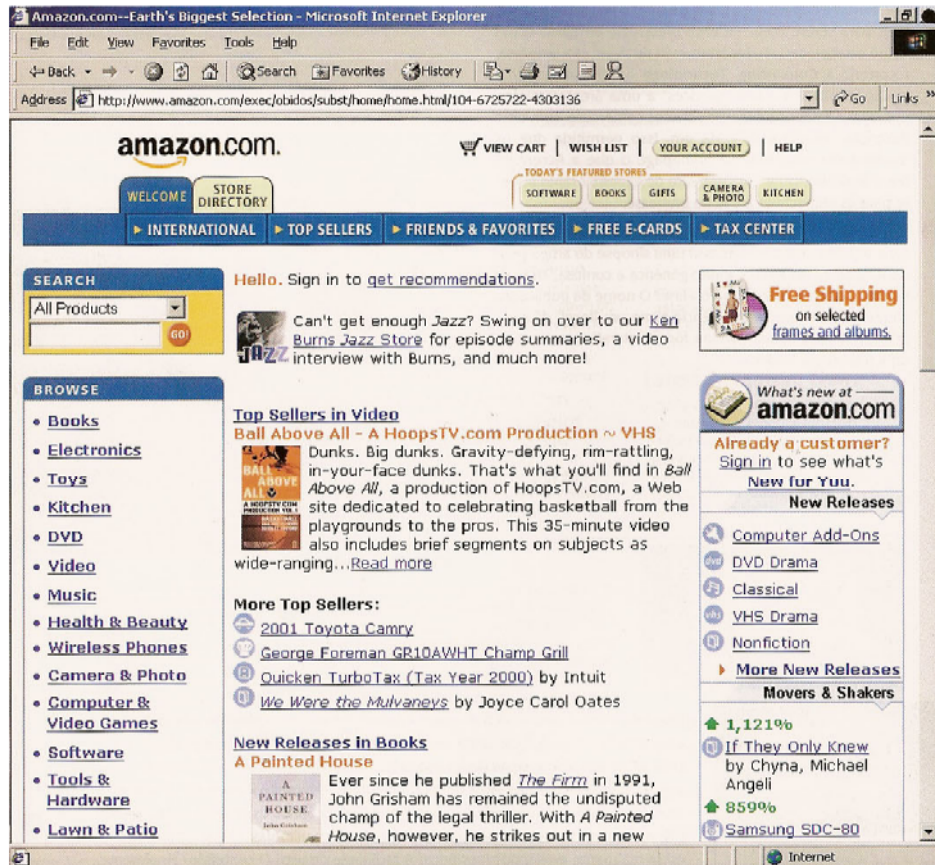 Amazon.com--Earth's Biggest Selection - Microsoft Internet Explorer
File Edit View Favorites Tools Help
Back Search Favorites History
Address http://www.amazon.com/exec/obidos/subst/home/home.html/104-6725722-4303136 Go Links »
amazon.com.
VIEW CART | WISH LIST | YOUR ACCOUNT | HELP
WELCOME
STORE
DIRECTORY
TODAY'S FEATURED STORES
SOFTWARE BOOKS GIFTS CAMERA & PHOTO KITCHEN
INTERNATIONAL TOP SELLERS FRIENDS & FAVORITES FREE E-CARDS TAX CENTER
SEARCH
All Products
GO!
BROWSE
• Books
• Electronics
• Toys
• Kitchen
• DVD
• Video
• Music
• Health & Beauty
• Wireless Phones
• Camera & Photo
• Computer &
Video Games
• Software
• Tools &
Hardware
• Lawn & Patio
Hello. Sign in to get recommendations.
JAZZ
Can't get enough Jazz? Swing on over to our Ken
Burns Jazz Store for episode summaries, a video
interview with Burns, and much more!
Top Sellers in Video
Ball Above All - A HoopsTV.com Production ~ VHS
BALL
ABOVE
ALL
A HOOPSTV.COM
PRODUCTION VOL 1
Dunks. Big dunks. Gravity-defying, rim-rattling,
in-your-face dunks. That's what you'll find in Ball
Above All, a production of HoopsTV.com, a Web
site dedicated to celebrating basketball from the
playgrounds to the pros. This 35-minute video
also includes brief segments on subjects as
wide-ranging...Read more
More Top Sellers:
2001 Toyota Camry
George Foreman GR10AWHT Champ Grill
Quicken TurboTax (Tax Year 2000) by Intuit
We Were the Mulvaneys by Joyce Carol Oates
New Releases in Books
A Painted House
A
PAINTED
HOUSE
John Grisham
Ever since he published The Firm in 1991,
John Grisham has remained the undisputed
champ of the legal thriller. With A Painted
House, however, he strikes out in a new
Free Shipping
on selected
frames and albums.
What's new at
amazon.com
Already a customer?
Sign in to see what's
New for You.
New Releases
Computer Add-Ons
dvd DVD Drama
Classical
vhs VHS Drama
Nonfiction
More New Releases
Movers & Shakers
1,121%
If They Only Knew
by Chyna, Michael
Angeli
859%
Samsung SDC-80
Internet